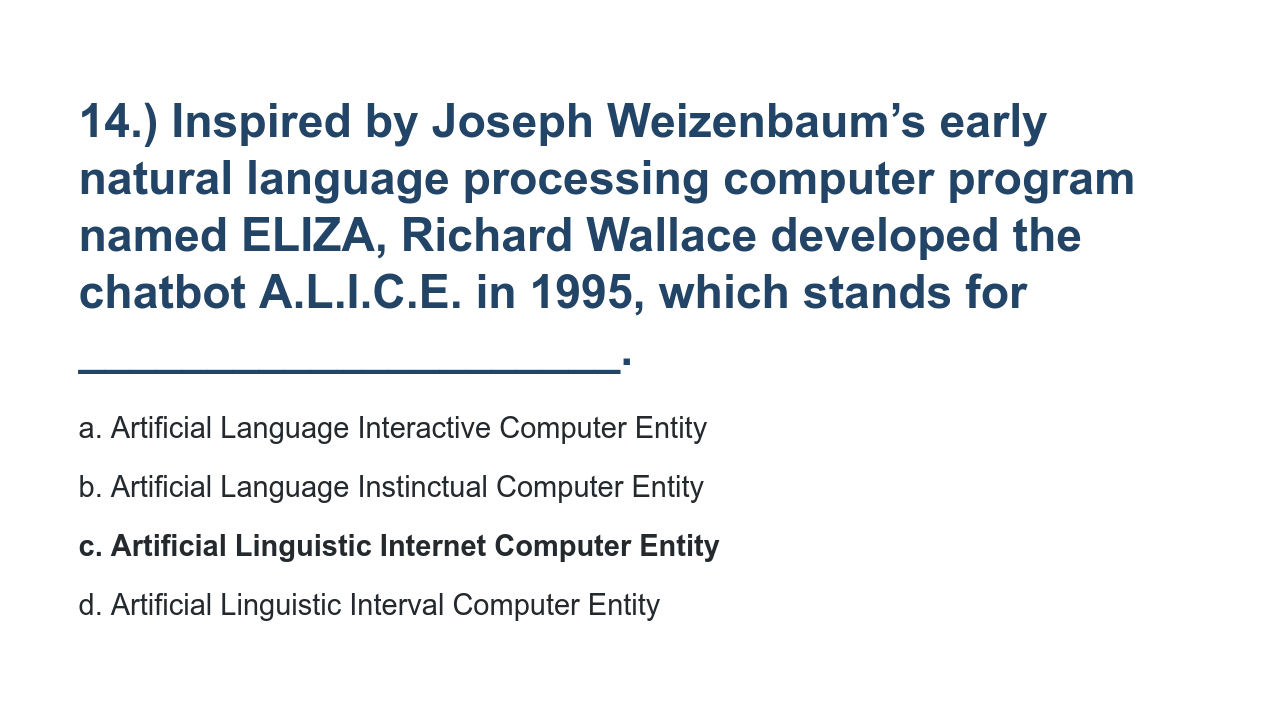 14.) Inspired by Joseph Weizenbaum’s early
natural language processing computer program
named ELIZA, Richard Wallace developed the
chatbot A.L.I.C.E. in 1995, which stands for
_____________________.
a. Artificial Language Interactive Computer Entity
b. Artificial Language Instinctual Computer Entity
c. Artificial Linguistic Internet Computer Entity
d. Artificial Linguistic Interval Computer Entity